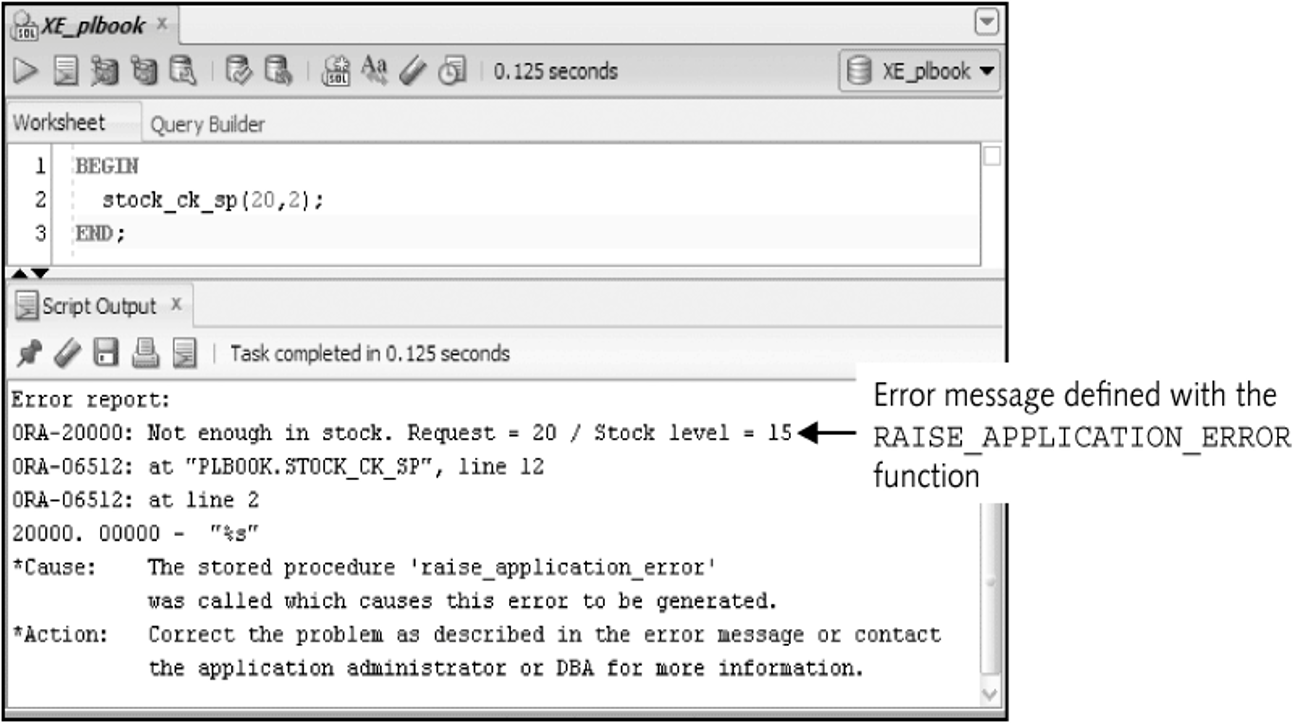 XE_plbook
0.125 seconds
XE_plbook
Worksheet Query Builder
1 BEGIN
2 stock_ck_sp(20,2);
3 END;
Script Output
Task completed in 0.125 seconds
Error report:
ORA-20000: Not enough in stock. Request = 20 / Stock level = 15
ORA-06512: at "PLBOOK.STOCK_CK_SP", line 12
ORA-06512: at line 2
20000. 00000 - "%s"
*Cause: The stored procedure 'raise_application_error'
was called which causes this error to be generated.
*Action: Correct the problem as described in the error message or contact
the application administrator or DBA for more information.
Error message defined with the
RAISE_APPLICATION_ERROR
function